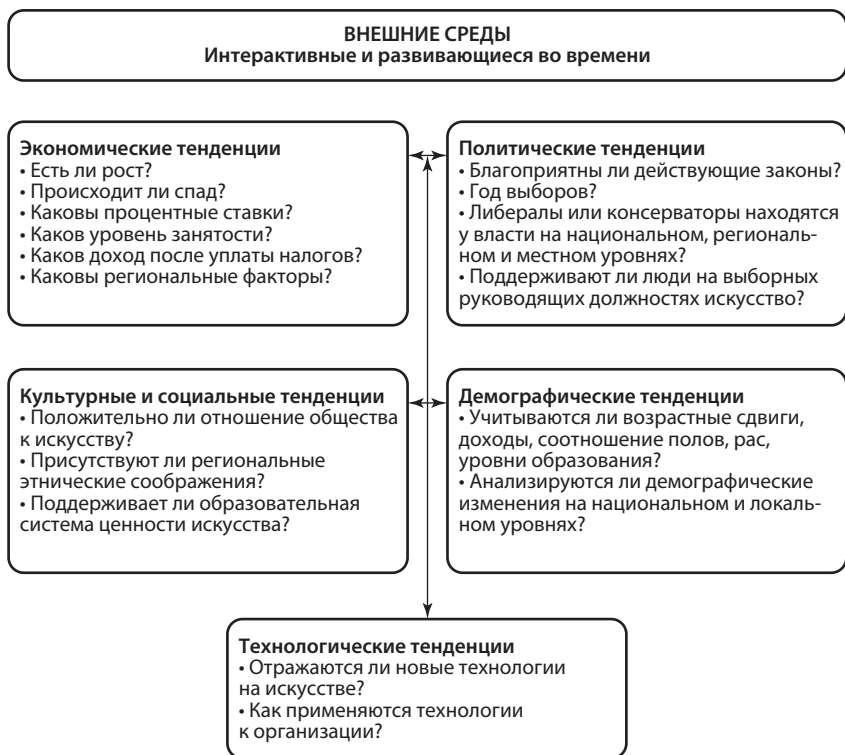 ВНЕШНИЕ СРЕДЫ
Интерактивные и развивающиеся во времени
Экономические тенденции
• Есть ли рост?
• Происходит ли спад?
• Каковы процентные ставки?
• Каков уровень занятости?
• Каков доход после уплаты налогов?
• Каковы региональные факторы?
Политические тенденции
• Благоприятны ли действующие законы?
• Год выборов?
• Либералы или консерваторы находятся
у власти на национальном, региональ-
ном и местном уровнях?
• Поддерживают ли люди на выборных
руководящих должностях искусство?
Культурные и социальные тенденции
• Положительно ли отношение общества
к искусству?
• Присутствуют ли региональные
этнические соображения?
• Поддерживает ли образовательная
система ценности искусства?
Демографические тенденции
• Учитываются ли возрастные сдвиги,
доходы, соотношение полов, рас,
уровни образования?
• Анализируются ли демографические
изменения на национальном и локаль-
ном уровнях?
Технологические тенденции
• Отражаются ли новые технологии
на искусстве?
• Как применяются технологии
к организации?